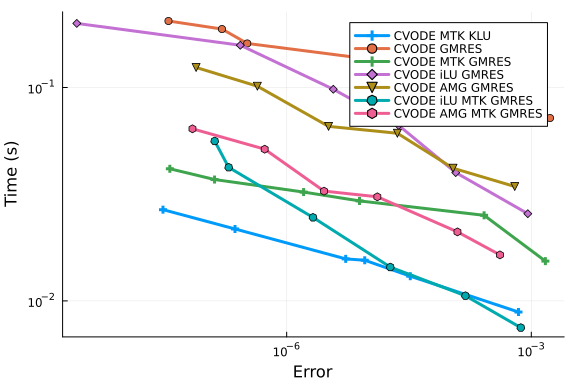 CVODE MTK KLU
CVODE GMRES
CVODE MTK GMRES
CVODE iLU GMRES
CVODE AMG GMRES
CVODE iLU MTK GMRES
CVODE AMG MTK GMRES
10⁻¹
Time (s)
10⁻²
10⁻⁶
10⁻³
Error